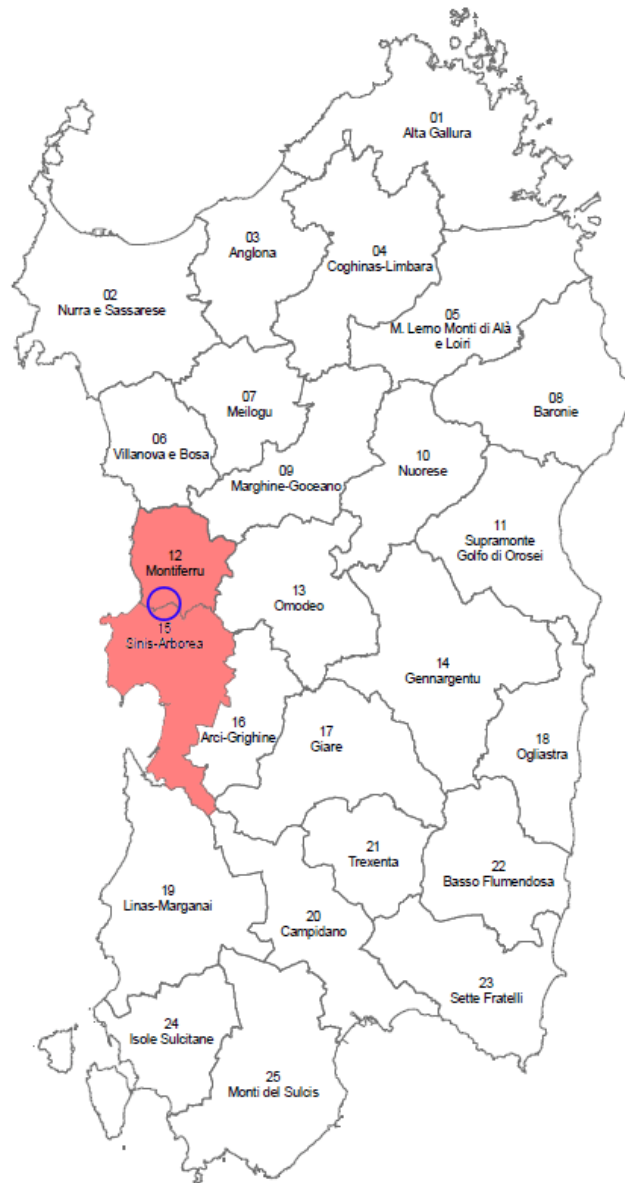 01
Alta Gallura
03
Anglona
04
Coghinas-Limbara
02
Nurra e Sassarese
05
M. Lerno Monti di Alà
e Loiri
07
Meilogu
08
Baronie
06
Villanova e Bosa
10
Nuorese
09
Marghine-Goceano
11
Supramonte
Golfo di Orosei
12
Montiferru
13
Omodeo
15
Sinis-Arborea
14
Gennargentu
16
Arci-Grighine
17
Giare
18
Ogliastra
21
Trexenta
22
Basso Flumendosa
19
Linas-Marganai
20
Campidano
23
Sette Fratelli
24
Isole Sulcitane
25
Monti del Sulcis